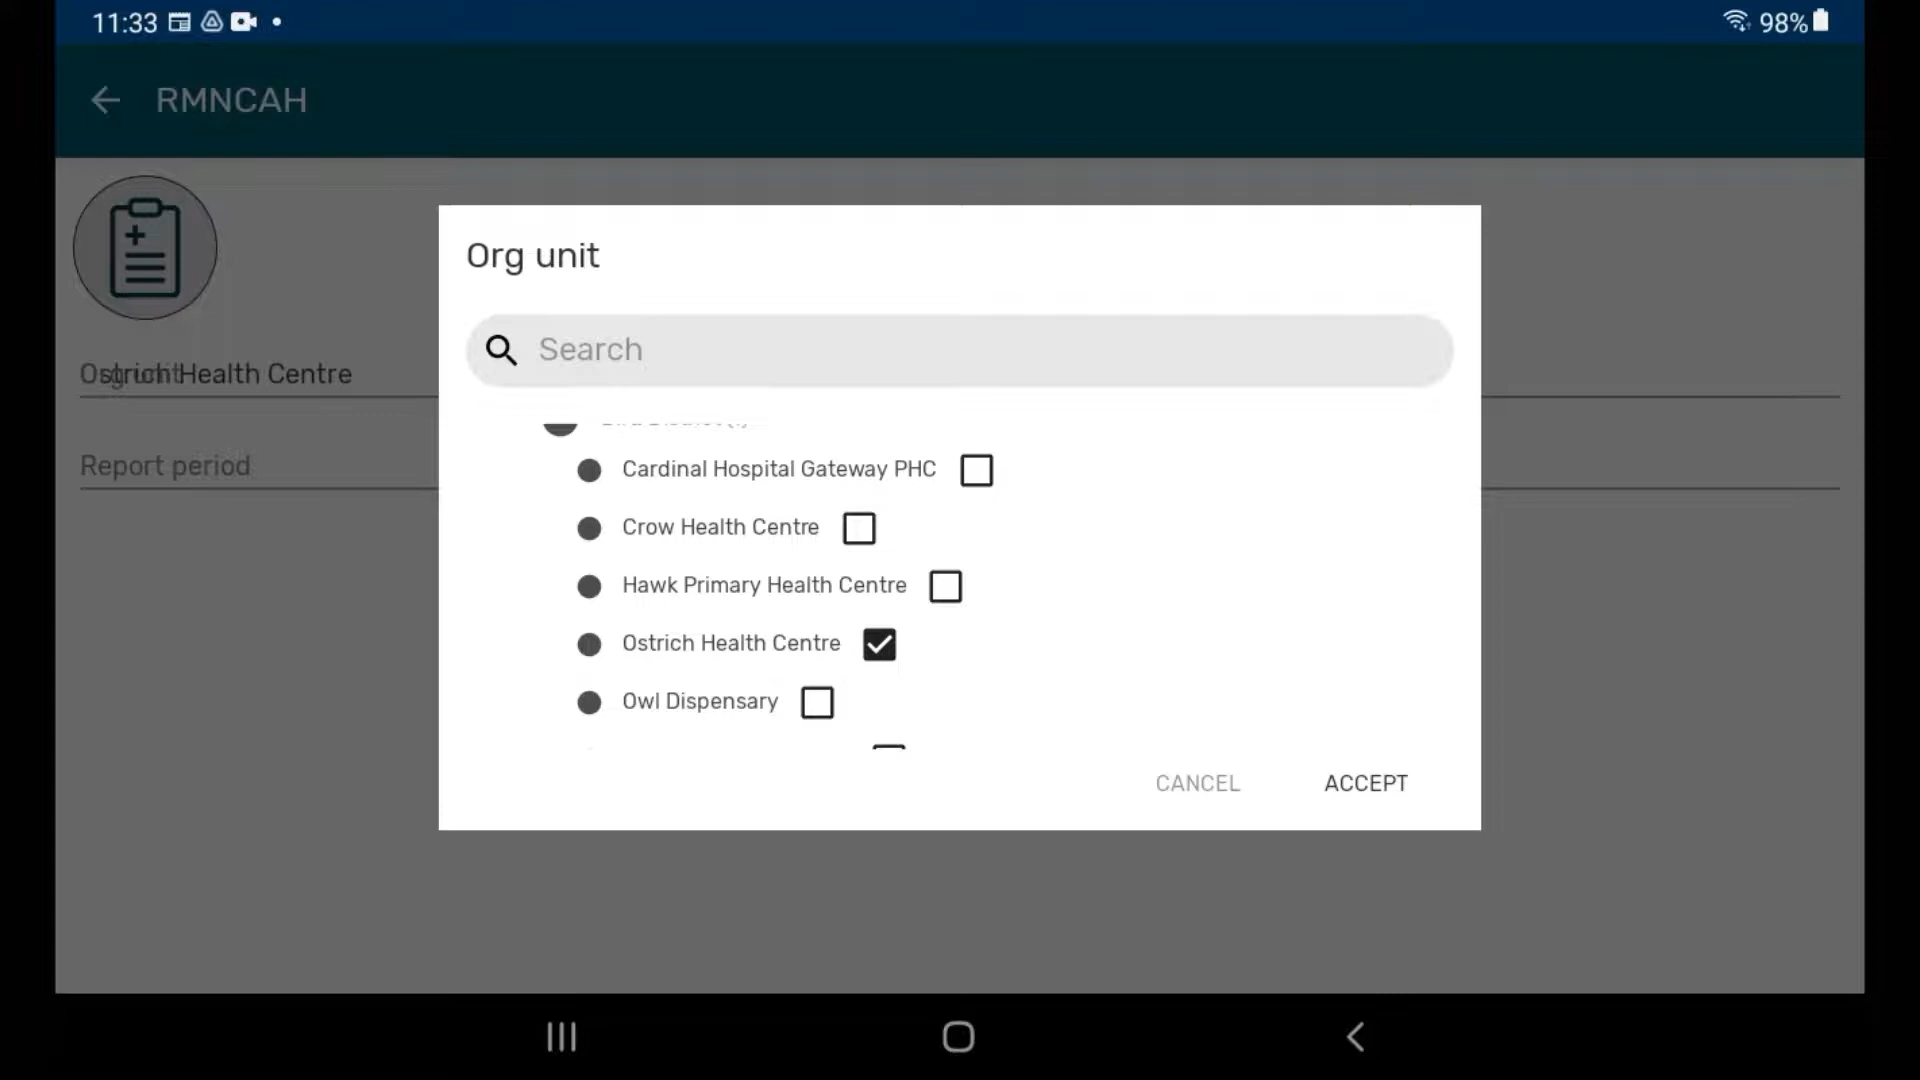 11:33
98%
RMNCAH
Org unit
Search
Ostrich Health Centre
Report period
Cardinal Hospital Gateway PHC
Crow Health Centre
Hawk Primary Health Centre
Ostrich Health Centre
Owl Dispensary
CANCEL
ACCEPT